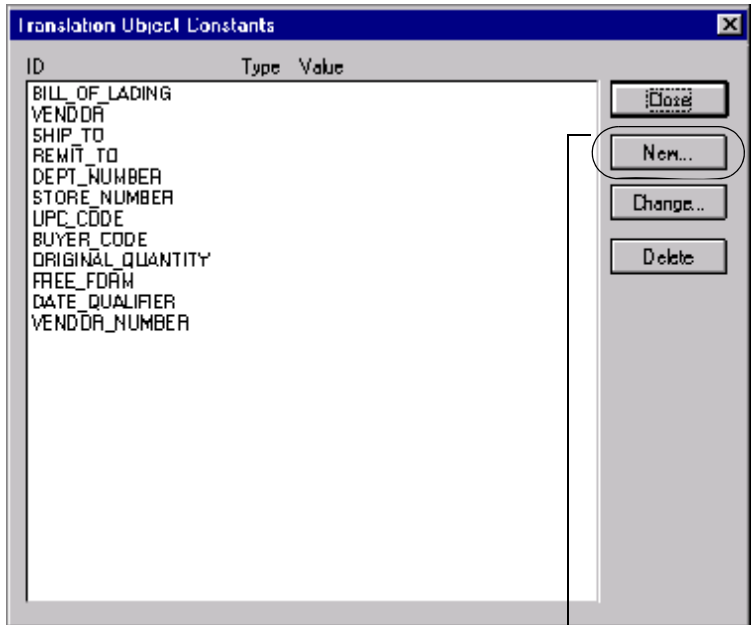 Translation Object Constants
ID Type Value
BILL_OF_LADING
VENDOR
SHIP_TO
REMIT_TO
DEPT_NUMBER
STORE_NUMBER
UPC_CODE
BUYER_CODE
ORIGINAL_QUANTITY
FREE_FORM
DATE_QUALIFIER
VENDOR_NUMBER
Close
New...
Change...
Delete